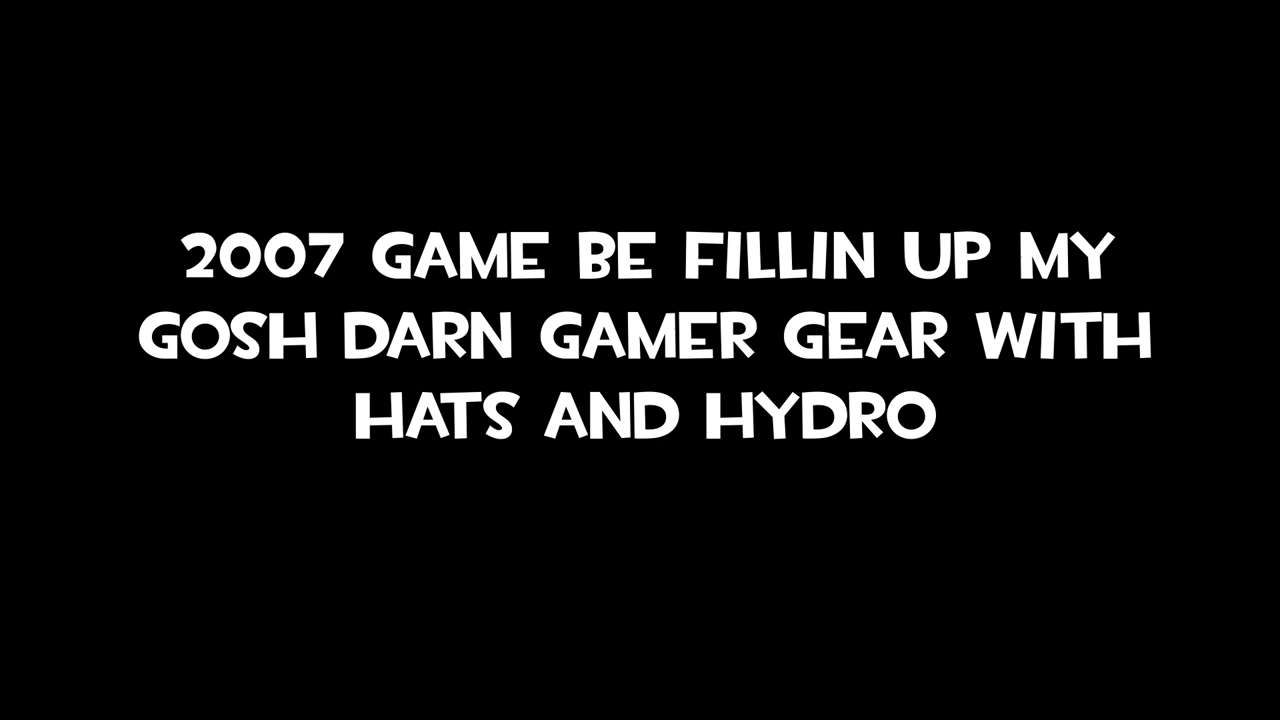 2007 GAME BE FILLIN UP MY
GOSH DARN GAMER GEAR WITH
HATS AND HYDRO